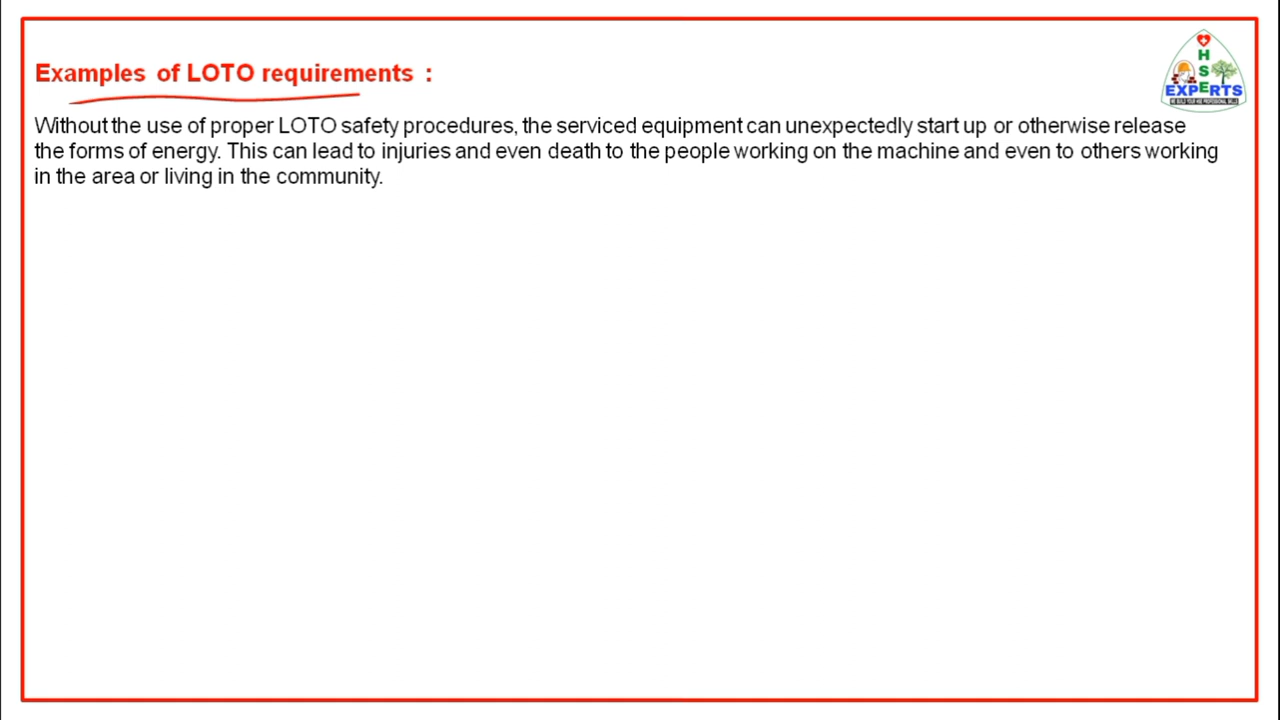 Examples of LOTO requirements :
Without the use of proper LOTO safety procedures, the serviced equipment can unexpectedly start up or otherwise release
the forms of energy. This can lead to injuries and even death to the people working on the machine and even to others working
in the area or living in the community.
H
S
EXPERTS